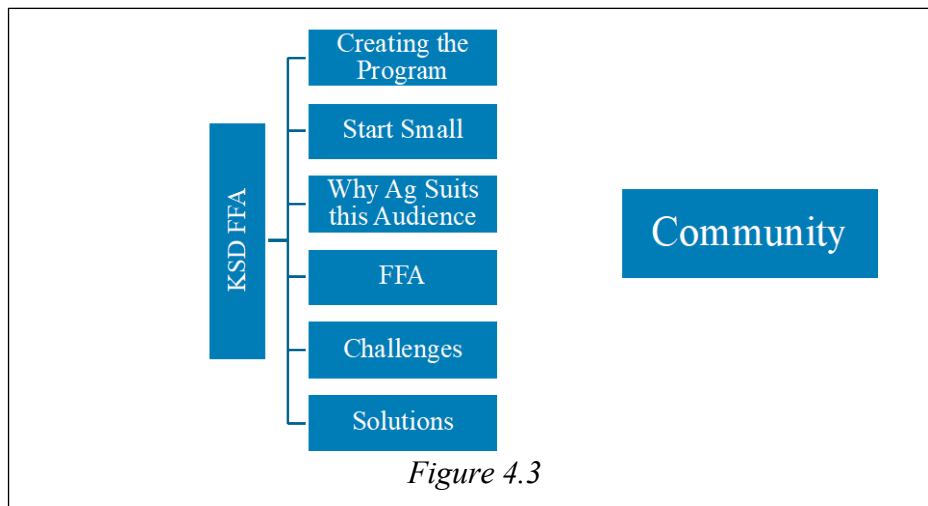 KSD FFA
Creating the
Program
Start Small
Why Ag Suits
this Audience
FFA
Challenges
Solutions
Community
Figure 4.3